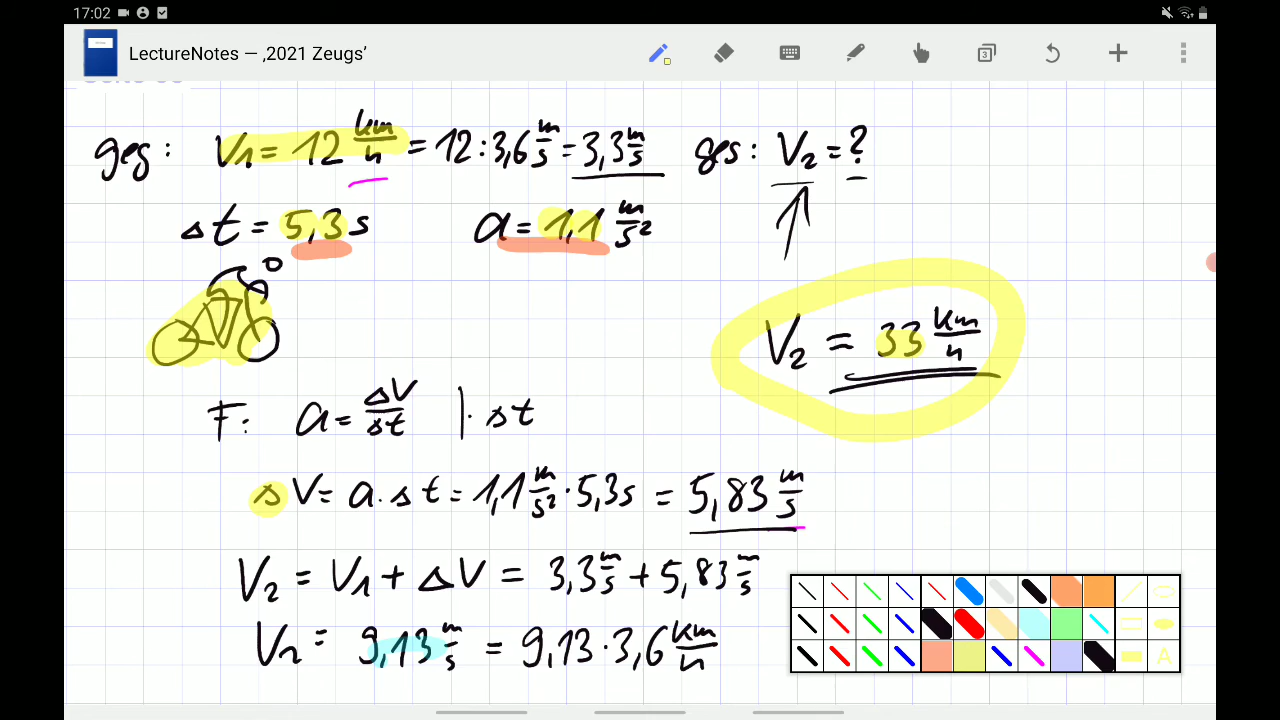 17:02
LectureNotes — ‚2021 Zeugs’
3
geg: V1 = 12 km/h = 12 : 3,6 m/s = 3,3 m/s ges: V2 = ?
Δt = 5,3 s a = 1,1 m/s²
V2 = 33 km/h
F: a = ΔV/Δt |· Δt
ΔV = a · Δt = 1,1 m/s² · 5,3 s = 5,83 m/s
V2 = V1 + ΔV = 3,3 m/s + 5,83 m/s
V2 = 9,13 m/s = 9,13 · 3,6 km/h
A